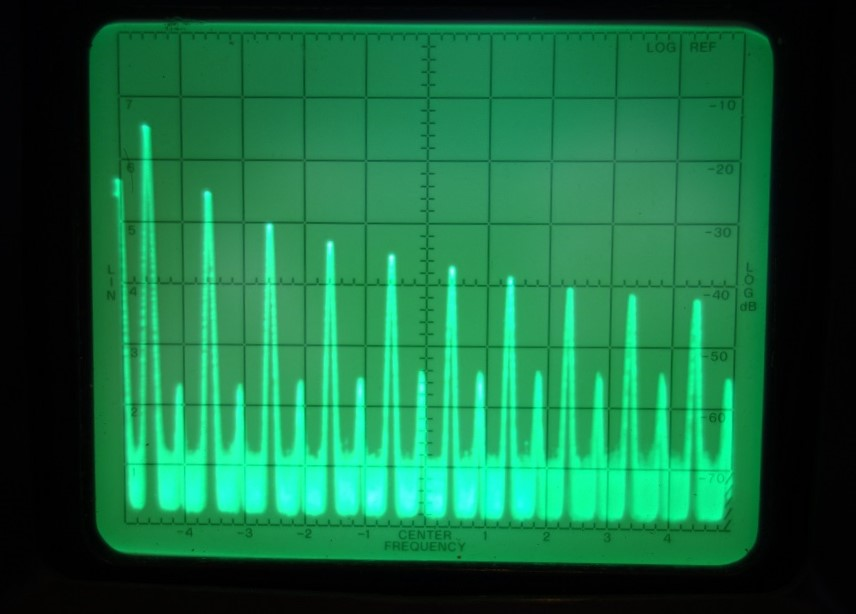 LOG REF
7 -10
6 -20
5 -30
LIN
4 -40
LOG dB
3 -50
2 -60
1 -70
-4 -3 -2 -1 CENTER 1 2 3 4
FREQUENCY